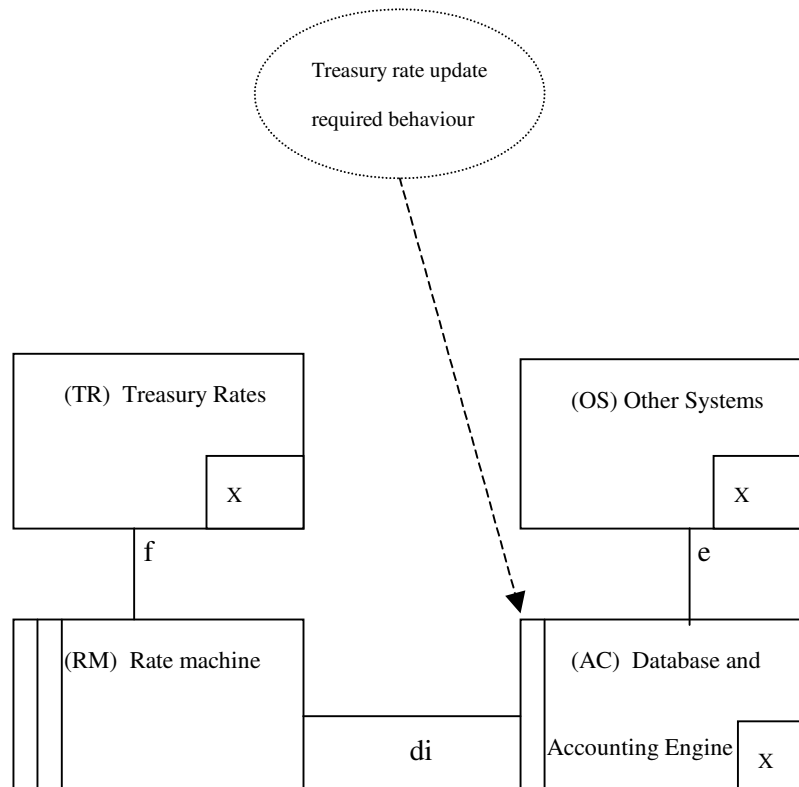 Treasury rate update
required behaviour
(TR) Treasury Rates
X
(OS) Other Systems
X
f
e
(RM) Rate machine
(AC) Database and
Accounting Engine
X
di